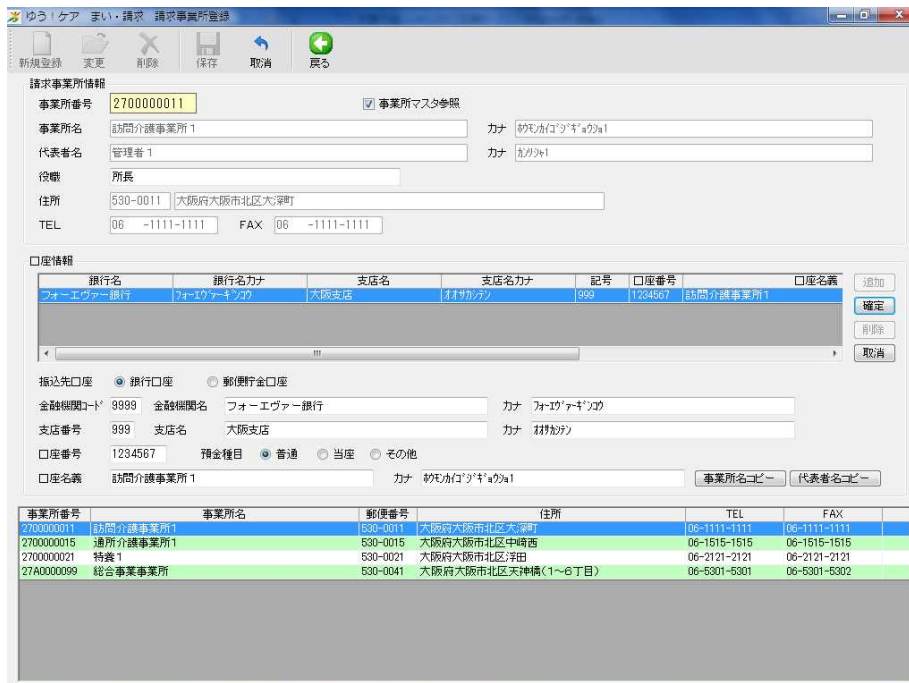 ゆう！ケア まい・請求 請求事業所登録
新規登録 変更 削除 保存 取消 戻る
請求事業所情報
事業所番号 2700000011 事業所マスタ参照
事業所名 訪問介護事業所1 カナ ﾎｳﾓﾝｶｲｺﾞｼﾞｷﾞｮｳｼｮ1
代表者名 管理者1 カナ ｶﾝﾘｼｬ1
役職 所長
住所 530-0011 大阪府大阪市北区大深町
TEL 06 -1111-1111 FAX 06 -1111-1111
口座情報
銀行名 銀行名カナ 支店名 支店名カナ 記号 口座番号 口座名義
フォーエヴァー銀行 ﾌｫｰｴｳﾞｧｰｷﾞﾝｺｳ 大阪支店 ｵｵｻｶｼﾃﾝ 999 1234567 訪問介護事業所1
追加
確定
削除
取消
振込先口座 銀行口座 郵便貯金口座
金融機関ｺｰﾄﾞ 9999 金融機関名 フォーエヴァー銀行 カナ ﾌｫｰｴｳﾞｧｰｷﾞﾝｺｳ
支店番号 999 支店名 大阪支店 カナ ｵｵｻｶｼﾃﾝ
口座番号 1234567 預金種目 普通 当座 その他
口座名義 訪問介護事業所1 カナ ﾎｳﾓﾝｶｲｺﾞｼﾞｷﾞｮｳｼｮ1 事業所名コピー 代表者名コピー
事業所番号 事業所名 郵便番号 住所 TEL FAX
2700000011 訪問介護事業所1 530-0011 大阪府大阪市北区大深町 06-1111-1111 06-1111-1111
2700000015 通所介護事業所1 530-0015 大阪府大阪市北区中崎西 06-1515-1515 06-1515-1515
2700000021 特養1 530-0021 大阪府大阪市北区浮田 06-2121-2121 06-2121-2121
27A0000099 総合事業事業所 530-0041 大阪府大阪市北区天神橋(1～6丁目) 06-5301-5301 06-5301-5302